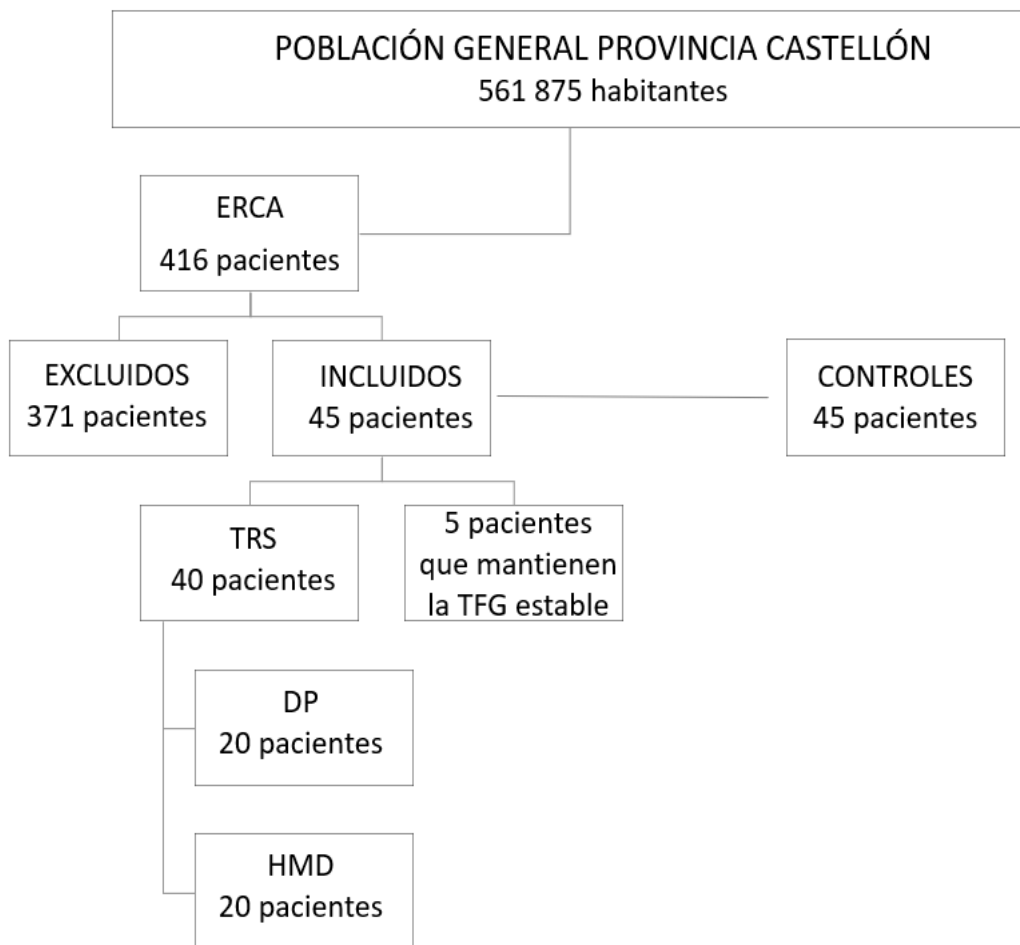 POBLACIÓN GENERAL PROVINCIA CASTELLÓN
561 875 habitantes
ERCA
416 pacientes
EXCLUIDOS
371 pacientes
INCLUIDOS
45 pacientes
CONTROLES
45 pacientes
TRS
40 pacientes
5 pacientes
que mantienen
la TFG estable
DP
20 pacientes
HMD
20 pacientes